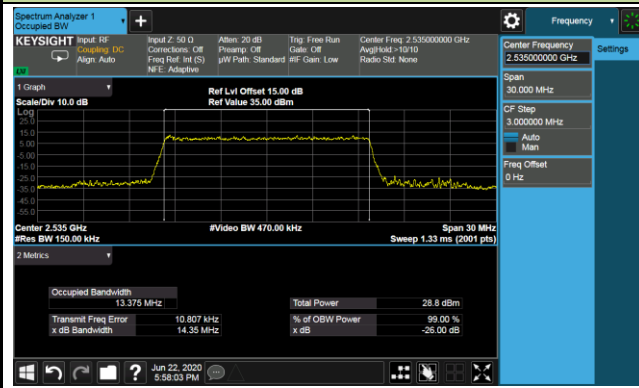 Spectrum Analyzer 1
Occupied BW
Frequency
KEYSIGHT
Input: RF
Coupling: DC
Align: Auto
Input Z: 50 Ω
Corrections: Off
Freq Ref: Int (S)
NFE: Adaptive
Atten: 20 dB
Preamp: Off
µW Path: Standard
Trig: Free Run
Gate: Off
#IF Gain: Low
Center Freq: 2.535000000 GHz
Avg|Hold:>10/10
Radio Std: None
Center Frequency
2.535000000 GHz
Settings
Span
30.000 MHz
CF Step
3.000000 MHz
Auto
Man
Freq Offset
0 Hz
1 Graph
Scale/Div 10.0 dB
Ref Lvl Offset 15.00 dB
Ref Value 35.00 dBm
Log
25.0
15.0
5.00
-5.00
-15.0
-25.0
-35.0
-45.0
-55.0
Center 2.535 GHz
#Res BW 150.00 kHz
#Video BW 470.00 kHz
Span 30 MHz
Sweep 1.33 ms (2001 pts)
2 Metrics
Occupied Bandwidth
13.375 MHz
Total Power 28.8 dBm
Transmit Freq Error 10.807 kHz
% of OBW Power 99.00 %
x dB Bandwidth 14.35 MHz
x dB -26.00 dB
Jun 22, 2020
5:58:03 PM